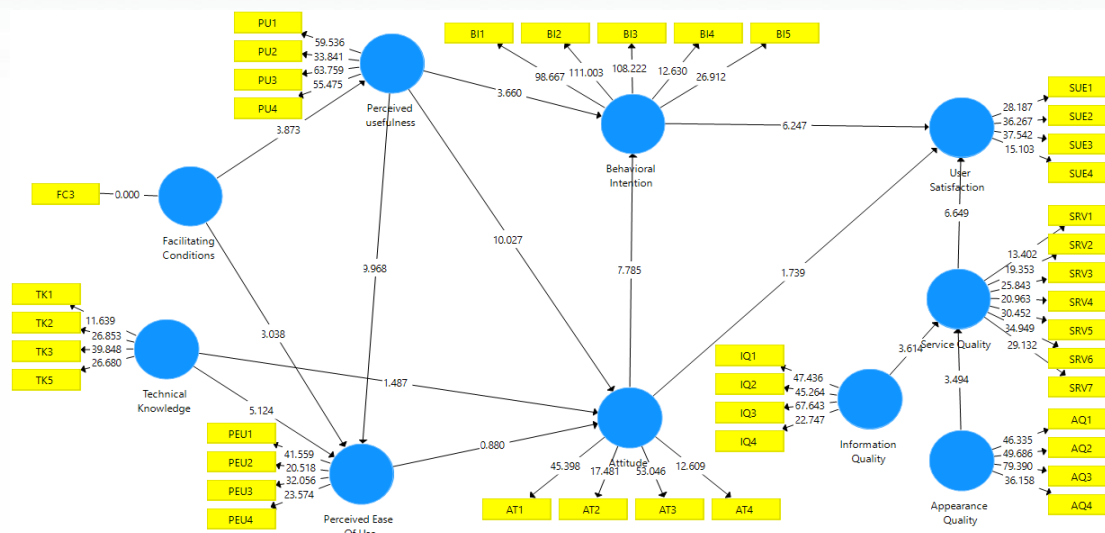 PU1
PU2
PU3
PU4
59.536
33.841
63.759
55.475
Perceived
usefulness
BI1
BI2
BI3
BI4
BI5
98.667
111.003
108.222
12.630
26.912
Behavioral
Intention
3.660
6.247
SUE1
SUE2
SUE3
SUE4
28.187
36.267
37.542
15.103
User
Satisfaction
3.873
FC3
0.000
Facilitating
Conditions
10.027
9.968
7.785
1.739
6.649
SRV1
SRV2
SRV3
SRV4
SRV5
SRV6
SRV7
13.402
19.353
25.843
20.963
30.452
34.949
29.132
Service Quality
TK1
TK2
TK3
TK5
11.639
26.853
39.848
26.680
Technical
Knowledge
3.038
1.487
5.124
3.614
3.494
IQ1
IQ2
IQ3
IQ4
47.436
45.264
67.643
22.747
Information
Quality
PEU1
PEU2
PEU3
PEU4
41.559
20.518
32.056
23.574
Perceived Ease
Of Use
0.880
Attitude
45.398
17.481
53.046
12.609
AT1
AT2
AT3
AT4
AQ1
AQ2
AQ3
AQ4
46.335
49.686
79.390
36.158
Appearance
Quality